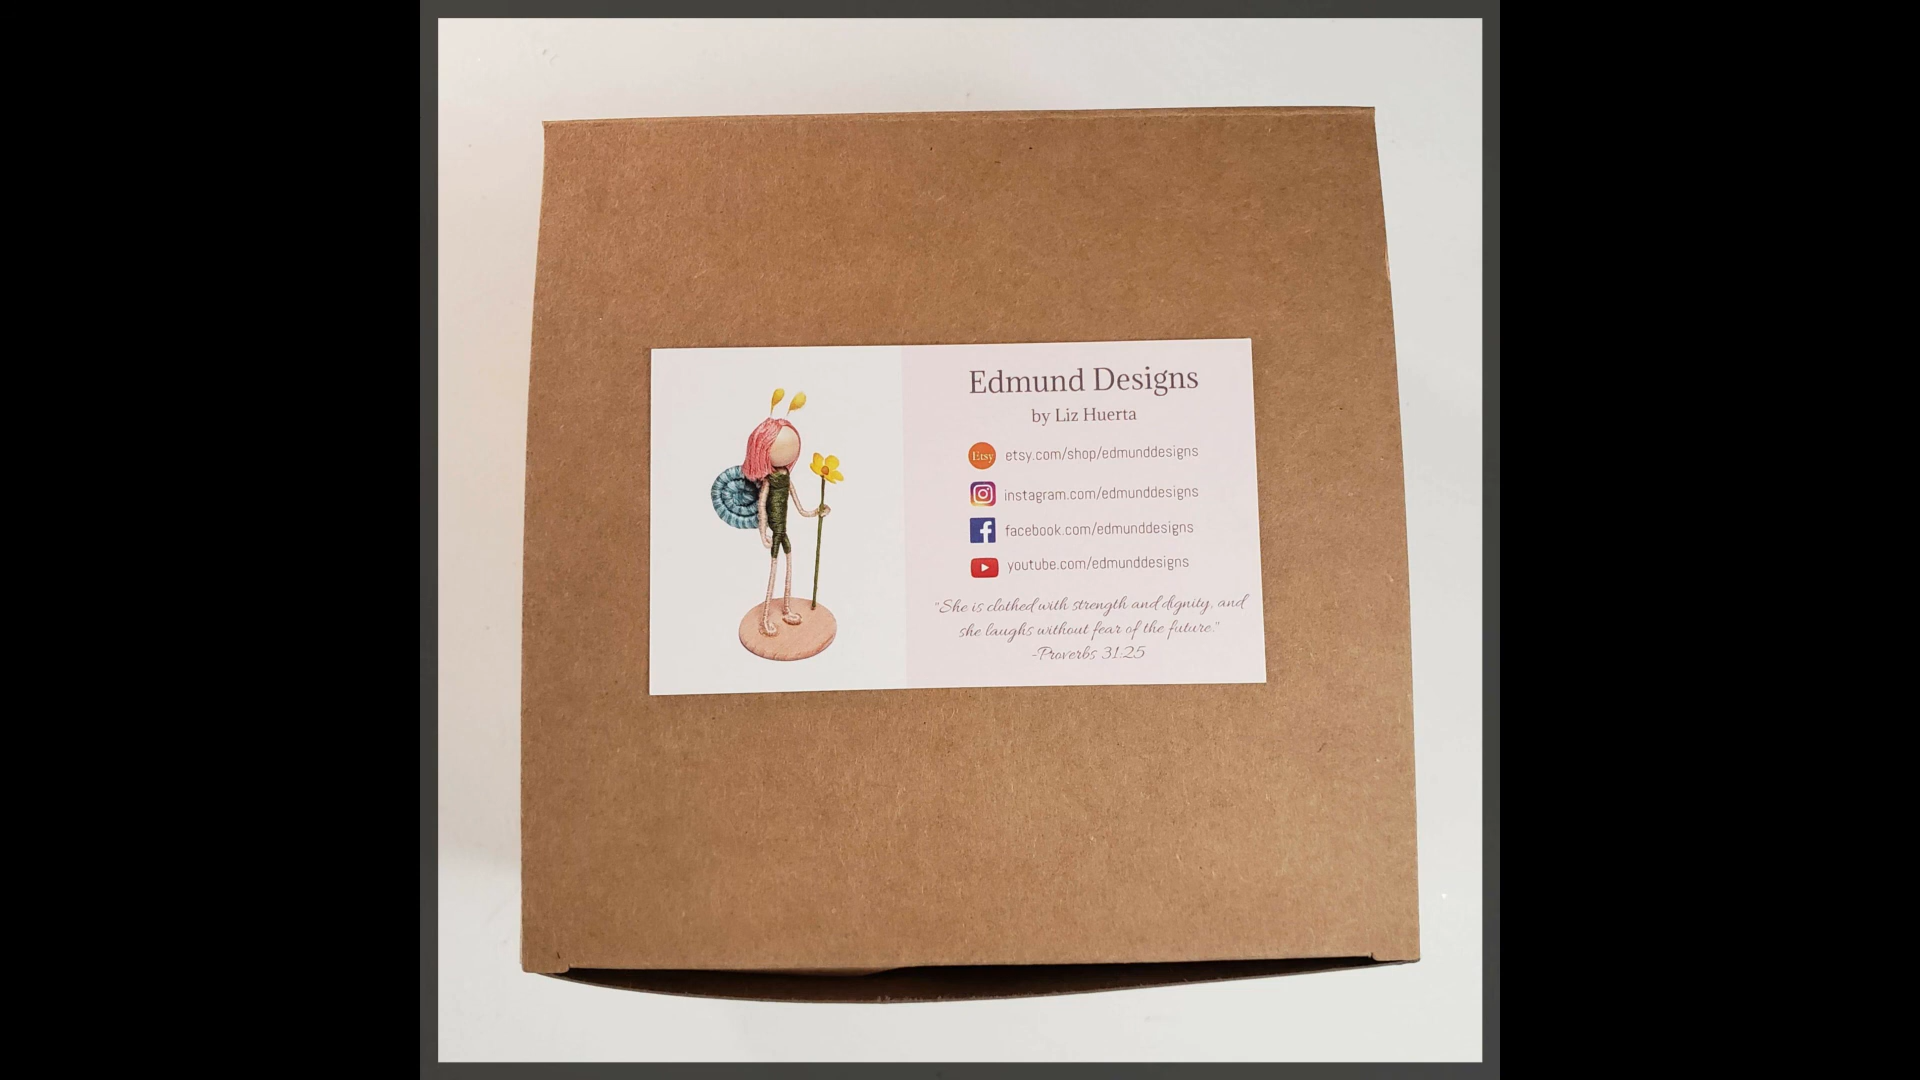 Edmund Designs
by Liz Huerta
Etsy etsy.com/shop/edmunddesigns
instagram.com/edmunddesigns
f facebook.com/edmunddesigns
youtube.com/edmunddesigns
"She is clothed with strength and dignity, and
she laughs without fear of the future."
-Proverbs 31:25